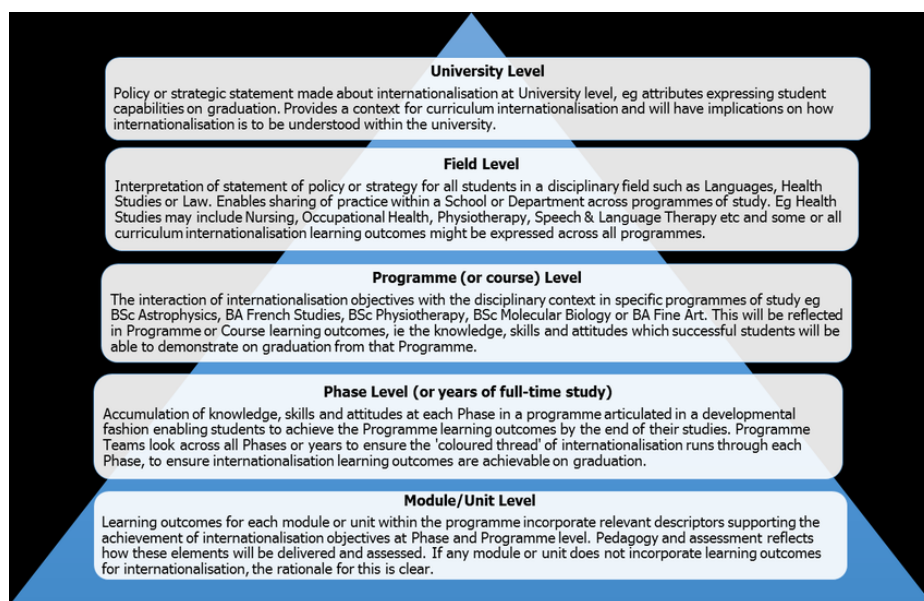 University Level
Policy or strategic statement made about internationalisation at University level, eg attributes expressing student
capabilities on graduation. Provides a context for curriculum internationalisation and will have implications on how
internationalisation is to be understood within the university.
Field Level
Interpretation of statement of policy or strategy for all students in a disciplinary field such as Languages, Health
Studies or Law. Enables sharing of practice within a School or Department across programmes of study. Eg Health
Studies may include Nursing, Occupational Health, Physiotherapy, Speech & Language Therapy etc and some or all
curriculum internationalisation learning outcomes might be expressed across all programmes.
Programme (or course) Level
The interaction of internationalisation objectives with the disciplinary context in specific programmes of study eg
BSc Astrophysics, BA French Studies, BSc Physiotherapy, BSc Molecular Biology or BA Fine Art. This will be reflected
in Programme or Course learning outcomes, ie the knowledge, skills and attitudes which successful students will be
able to demonstrate on graduation from that Programme.
Phase Level (or years of full-time study)
Accumulation of knowledge, skills and attitudes at each Phase in a programme articulated in a developmental
fashion enabling students to achieve the Programme learning outcomes by the end of their studies. Programme
Teams look across all Phases or years to ensure the 'coloured thread' of internationalisation runs through each
Phase, to ensure internationalisation learning outcomes are achievable on graduation.
Module/Unit Level
Learning outcomes for each module or unit within the programme incorporate relevant descriptors supporting the
achievement of internationalisation objectives at Phase and Programme level. Pedagogy and assessment reflects
how these elements will be delivered and assessed. If any module or unit does not incorporate learning outcomes
for internationalisation, the rationale for this is clear.